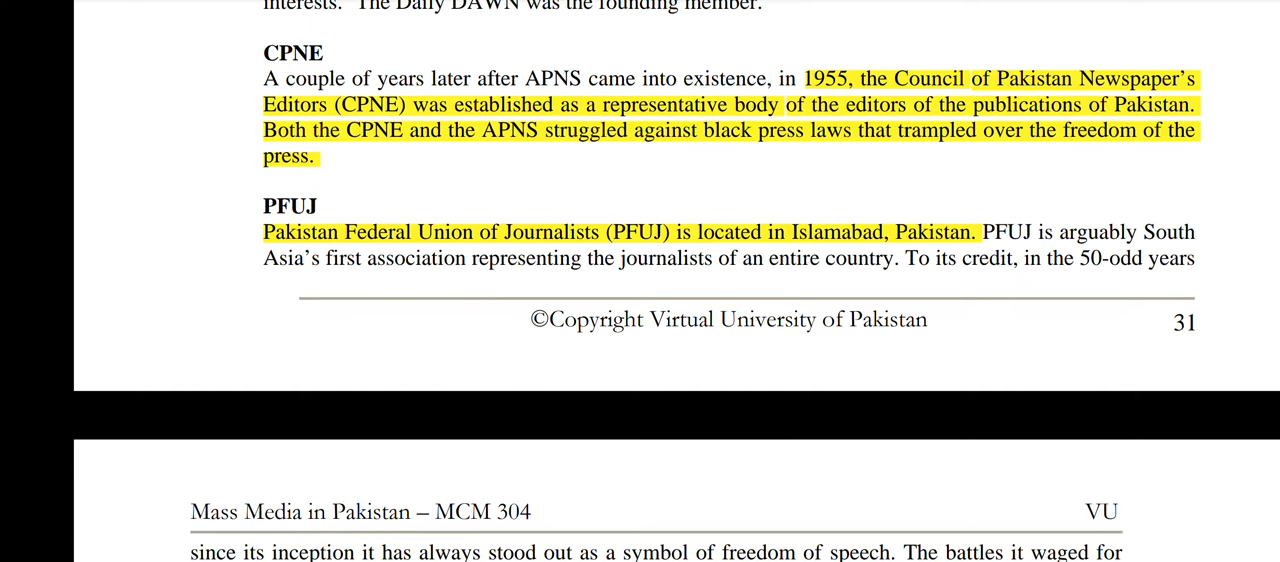 interests. The Daily DAWN was the founding member.
CPNE
A couple of years later after APNS came into existence, in 1955, the Council of Pakistan Newspaper's
Editors (CPNE) was established as a representative body of the editors of the publications of Pakistan.
Both the CPNE and the APNS struggled against black press laws that trampled over the freedom of the
press.
PFUJ
Pakistan Federal Union of Journalists (PFUJ) is located in Islamabad, Pakistan. PFUJ is arguably South
Asia's first association representing the journalists of an entire country. To its credit, in the 50-odd years
©Copyright Virtual University of Pakistan 31
Mass Media in Pakistan – MCM 304 VU
since its inception it has always stood out as a symbol of freedom of speech. The battles it waged for